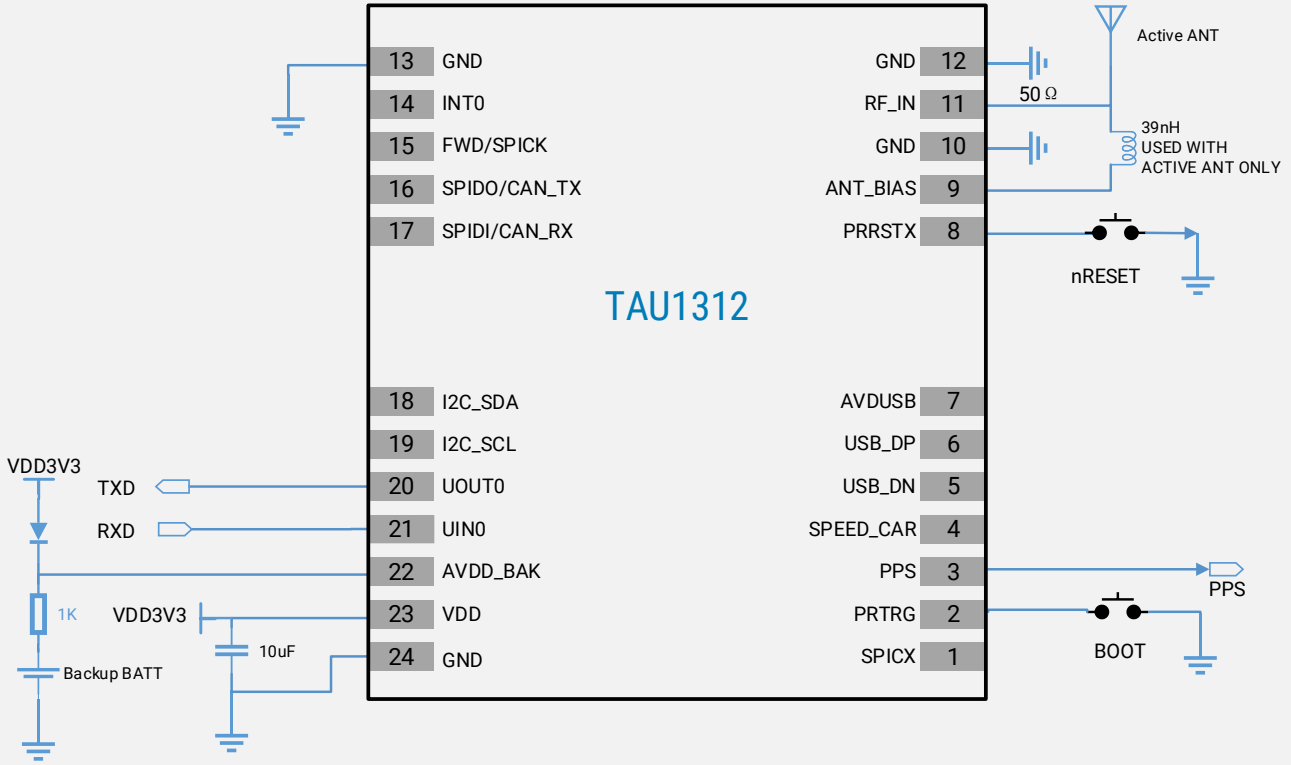 Active ANT
13 GND
GND 12
14 INT0
RF_IN 11
50 Ω
15 FWD/SPICK
GND 10
39nH
USED WITH
ACTIVE ANT ONLY
16 SPIDO/CAN_TX
ANT_BIAS 9
17 SPIDI/CAN_RX
PRRSTX 8
nRESET
TAU1312
18 I2C_SDA
AVDUSB 7
19 I2C_SCL
USB_DP 6
VDD3V3
TXD
20 UOUT0
USB_DN 5
RXD
21 UIN0
SPEED_CAR 4
22 AVDD_BAK
PPS 3
PPS
1K
VDD3V3
23 VDD
PRTRG 2
BOOT
10uF
24 GND
SPICX 1
Backup BATT